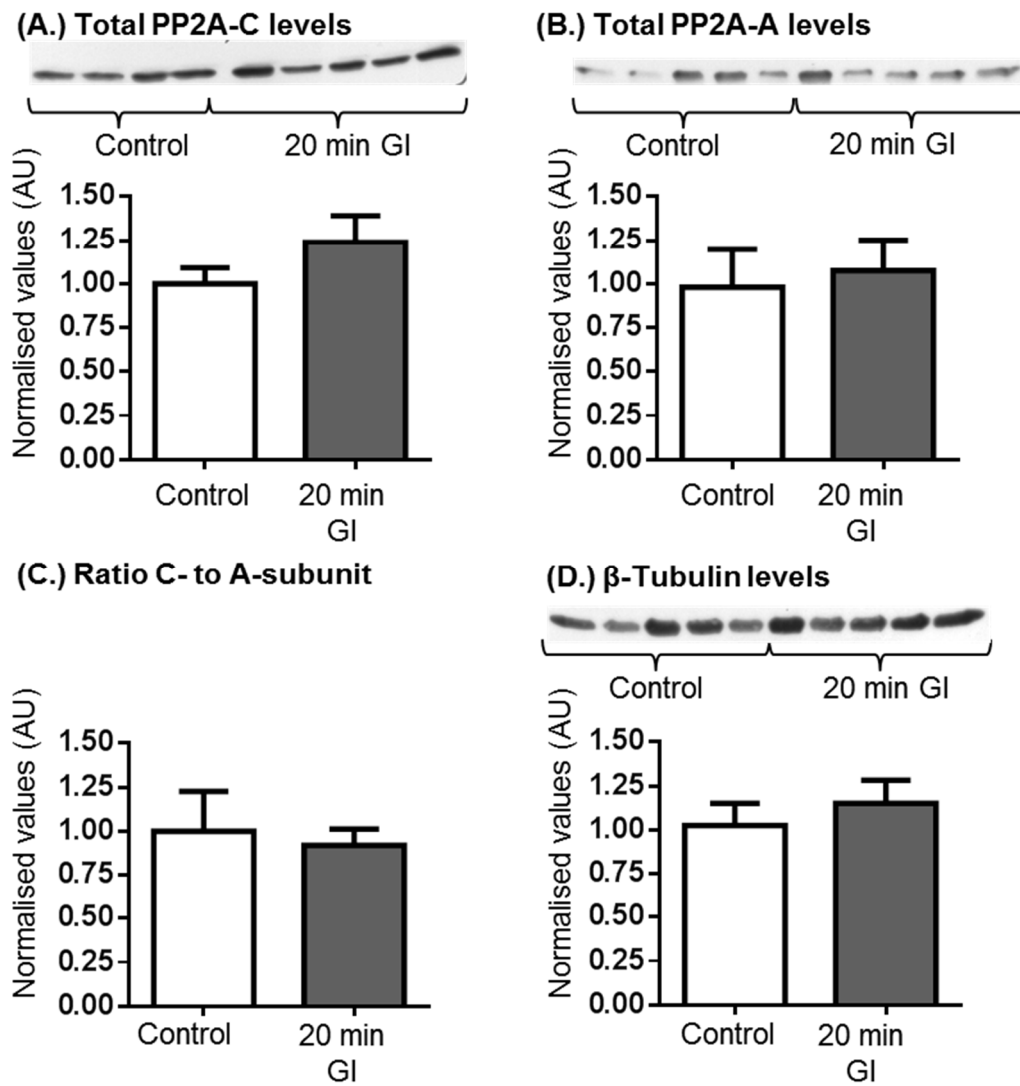 (A.) Total PP2A-C levels
Control
20 min GI
Normalised values (AU)
1.50
1.25
1.00
0.75
0.50
0.25
0.00
Control
20 min
GI
(B.) Total PP2A-A levels
Control
20 min GI
Normalised values (AU)
1.50
1.25
1.00
0.75
0.50
0.25
0.00
Control
20 min
GI
(C.) Ratio C- to A-subunit
Normalised values (AU)
1.50
1.25
1.00
0.75
0.50
0.25
0.00
Control
20 min
GI
(D.) β-Tubulin levels
Control
20 min GI
Normalised values (AU)
1.50
1.25
1.00
0.75
0.50
0.25
0.00
Control
20 min
GI